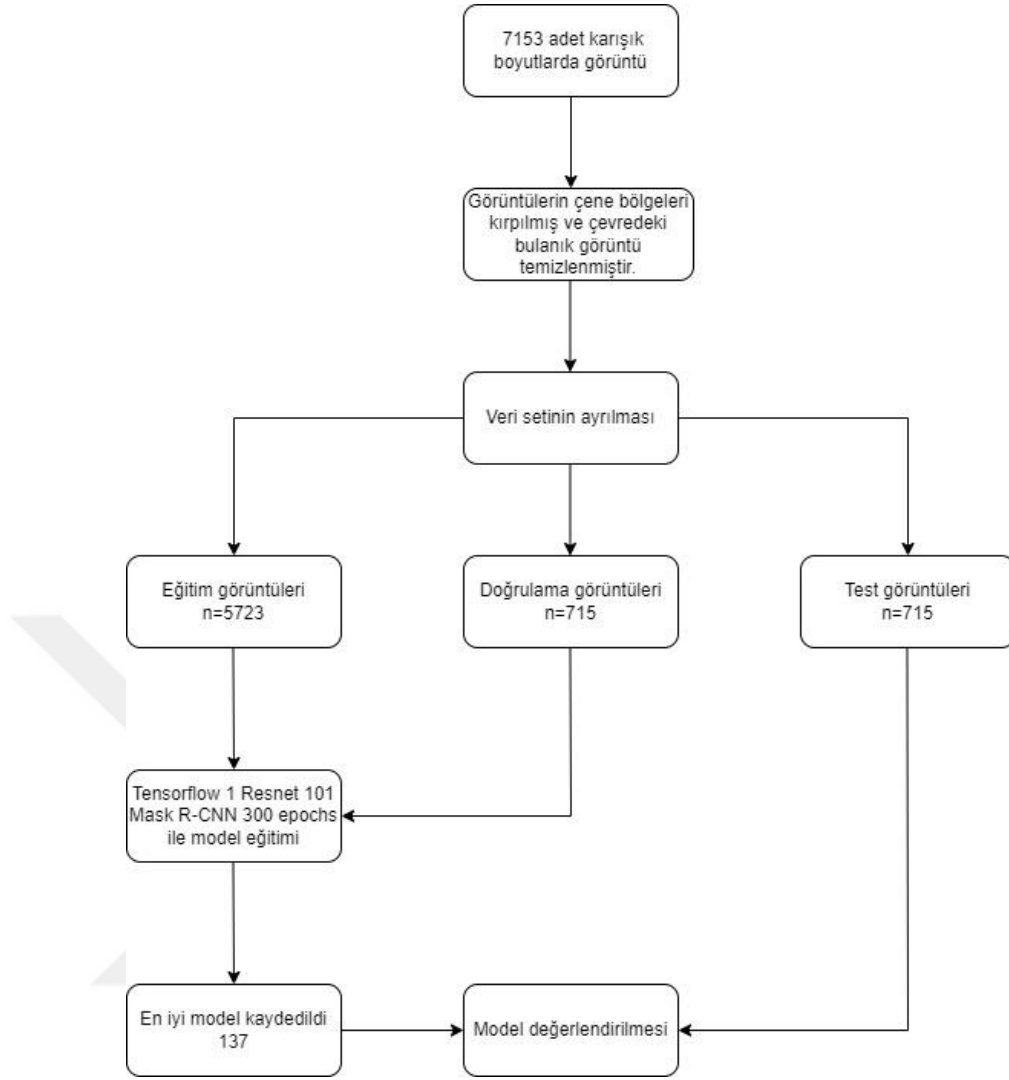 7153 adet karışık
boyutlarda görüntü
Görüntülerin çene bölgeleri
kırpılmış ve çevredeki
bulanık görüntü
temizlenmiştir.
Veri setinin ayrılması
Eğitim görüntüleri
n=5723
Doğrulama görüntüleri
n=715
Test görüntüleri
n=715
Tensorflow 1 Resnet 101
Mask R-CNN 300 epochs
ile model eğitimi
En iyi model kaydedildi
137
Model değerlendirilmesi